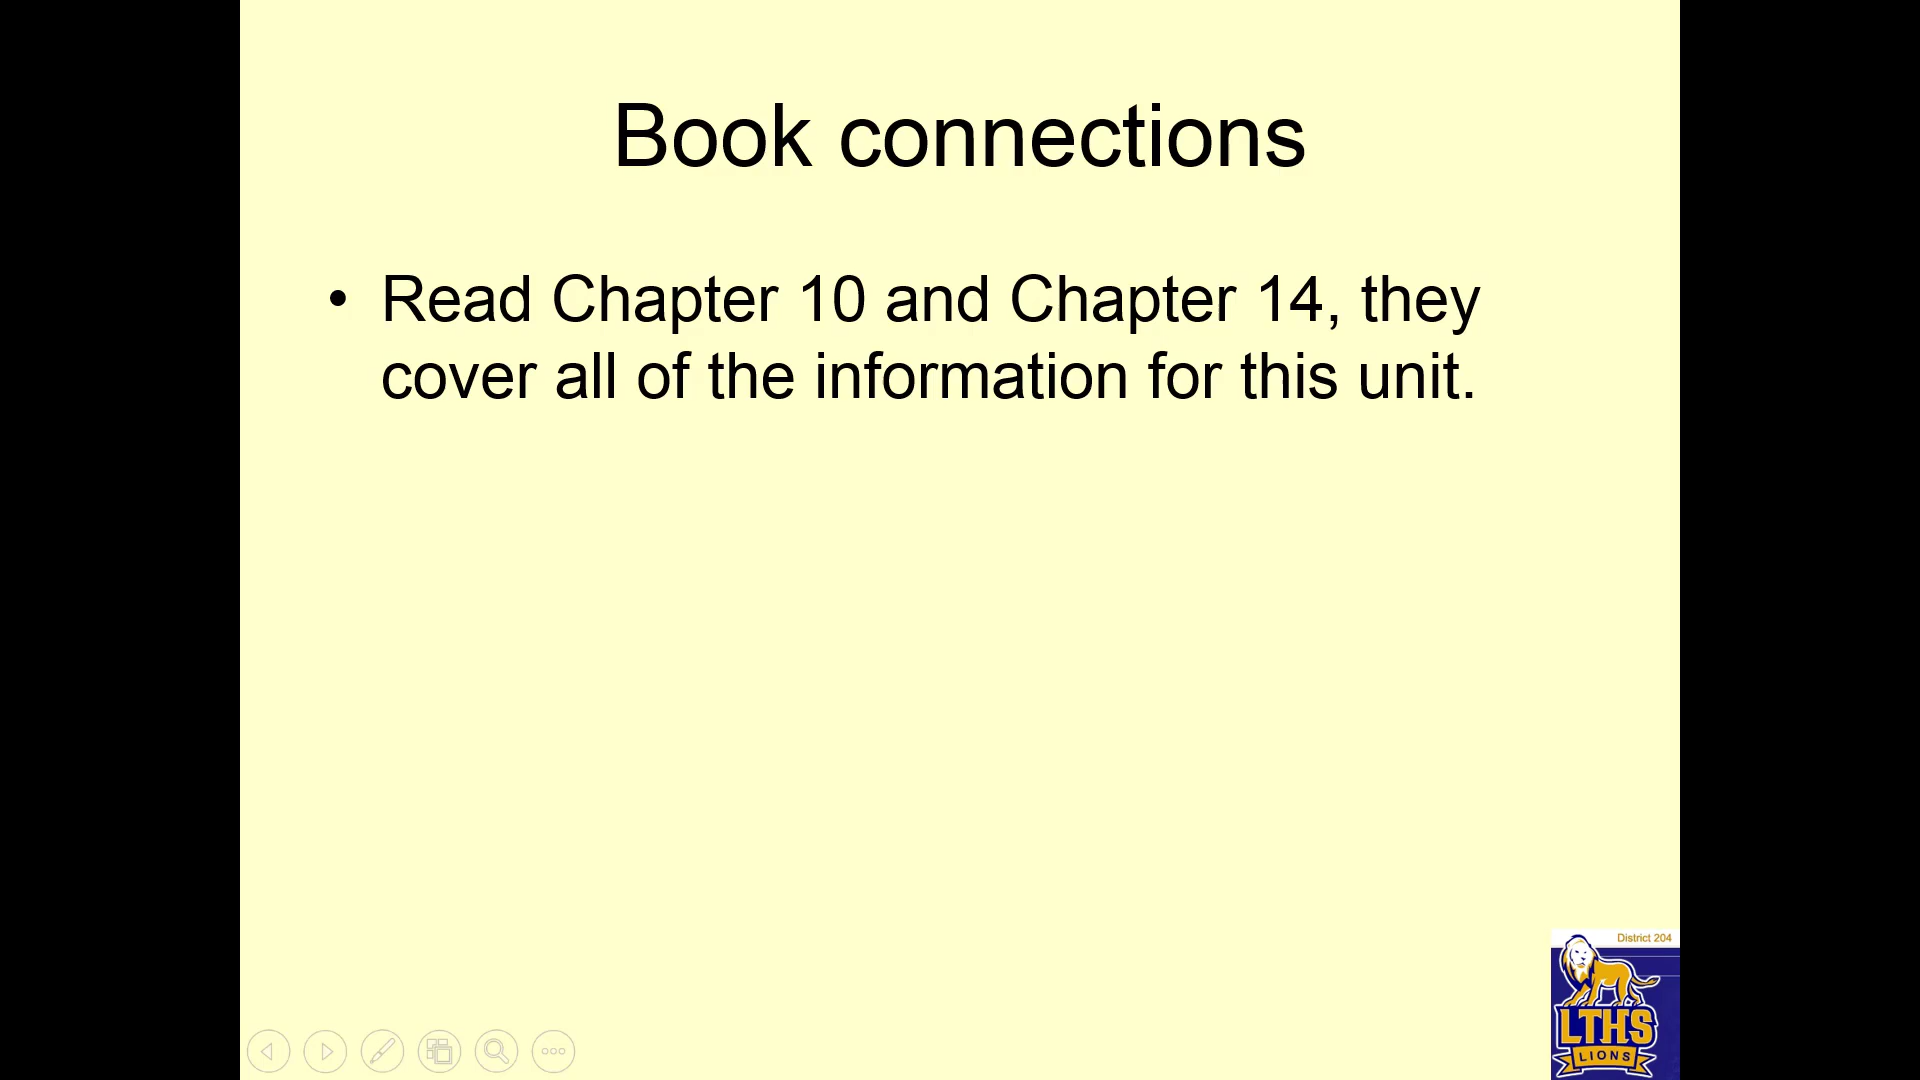 Book connections
• Read Chapter 10 and Chapter 14, they
cover all of the information for this unit.
District 204
LTHS
LIONS